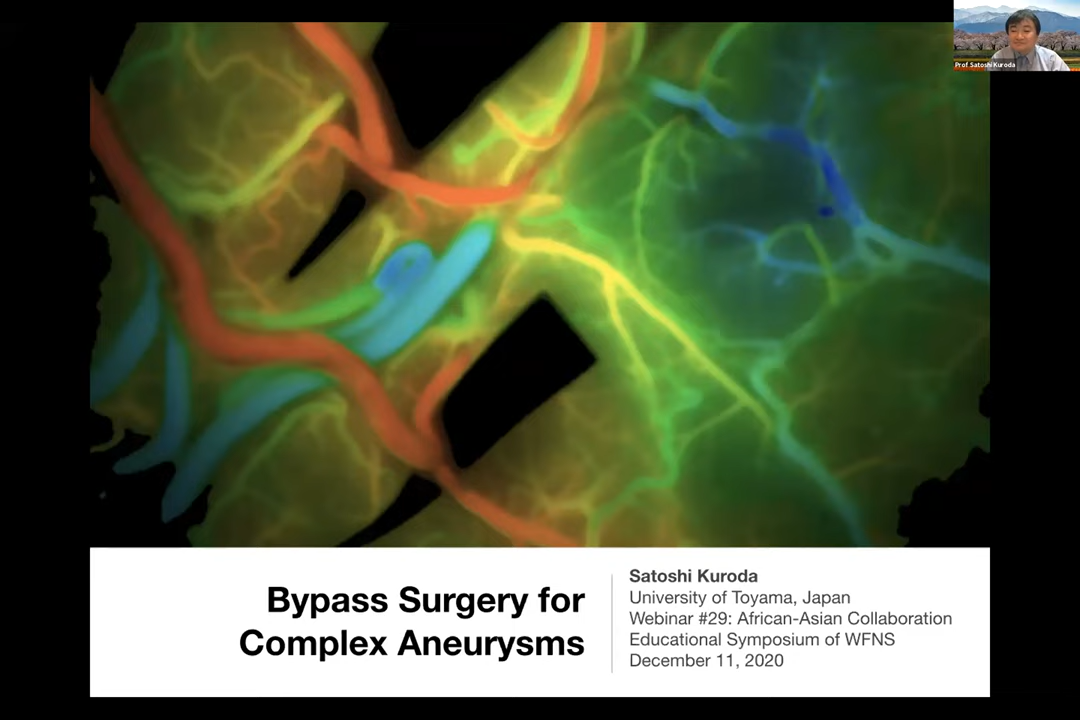 Prof Satoshi Kuroda
Bypass Surgery for
Complex Aneurysms
Satoshi Kuroda
University of Toyama, Japan
Webinar #29: African-Asian Collaboration
Educational Symposium of WFNS
December 11, 2020